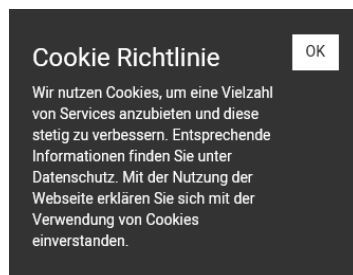 Cookie Richtlinie
OK
Wir nutzen Cookies, um eine Vielzahl
von Services anzubieten und diese
stetig zu verbessern. Entsprechende
Informationen finden Sie unter
Datenschutz. Mit der Nutzung der
Webseite erklären Sie sich mit der
Verwendung von Cookies
einverstanden.